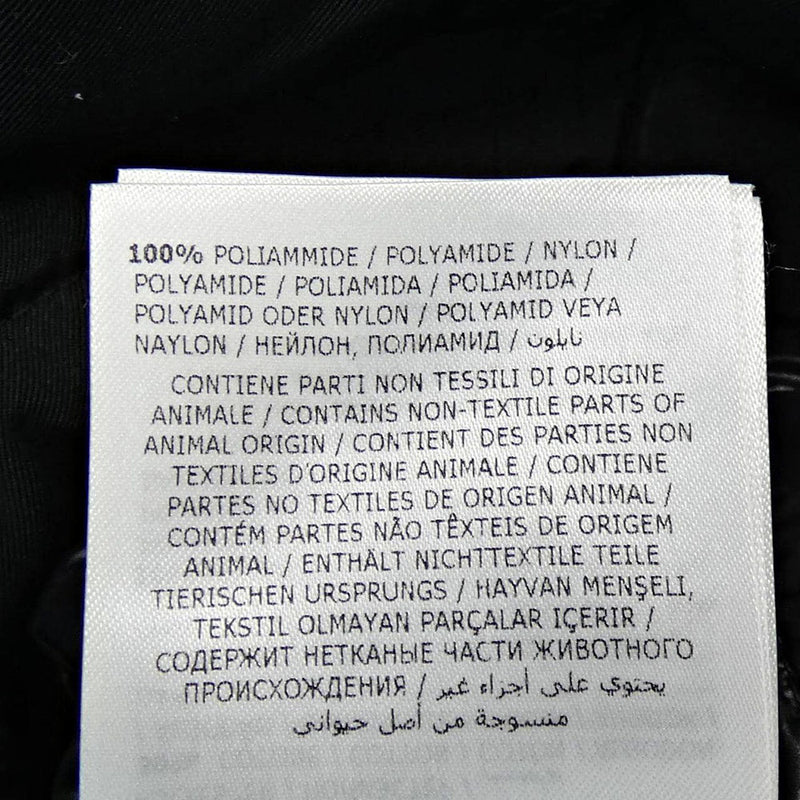 100% POLIAMMIDE / POLYAMIDE / NYLON /
POLYAMIDE / POLIAMIDA / POLIAMIDA /
POLYAMID ODER NYLON / POLYAMID VEYA
NAYLON / НЕЙЛОН, ПОЛИАМИД / نايلون
CONTIENE PARTI NON TESSILI DI ORIGINE
ANIMALE / CONTAINS NON-TEXTILE PARTS OF
ANIMAL ORIGIN / CONTIENT DES PARTIES NON
TEXTILES D'ORIGINE ANIMALE / CONTIENE
PARTES NO TEXTILES DE ORIGEN ANIMAL /
CONTÉM PARTES NÃO TÊXTEIS DE ORIGEM
ANIMAL / ENTHÄLT NICHTTEXTILE TEILE
TIERISCHEN URSPRUNGS / HAYVAN MENŞELİ,
TEKSTIL OLMAYAN PARÇALAR IÇERIR /
СОДЕРЖИТ НЕТКАНЫЕ ЧАСТИ ЖИВОТНОГО
ПРОИСХОЖДЕНИЯ / يحتوي على أجزاء غير
منسوجة من أصل حيواني